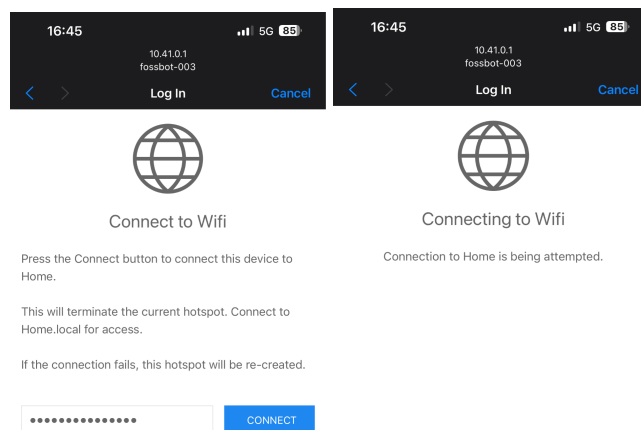 16:45
5G 85
10.41.0.1
fossbot-003
Log In
Cancel
Connect to Wifi
Press the Connect button to connect this device to
Home.
This will terminate the current hotspot. Connect to
Home.local for access.
If the connection fails, this hotspot will be re-created.
•••••••••••••••
CONNECT
16:45
5G 85
10.41.0.1
fossbot-003
Log In
Cancel
Connecting to Wifi
Connection to Home is being attempted.